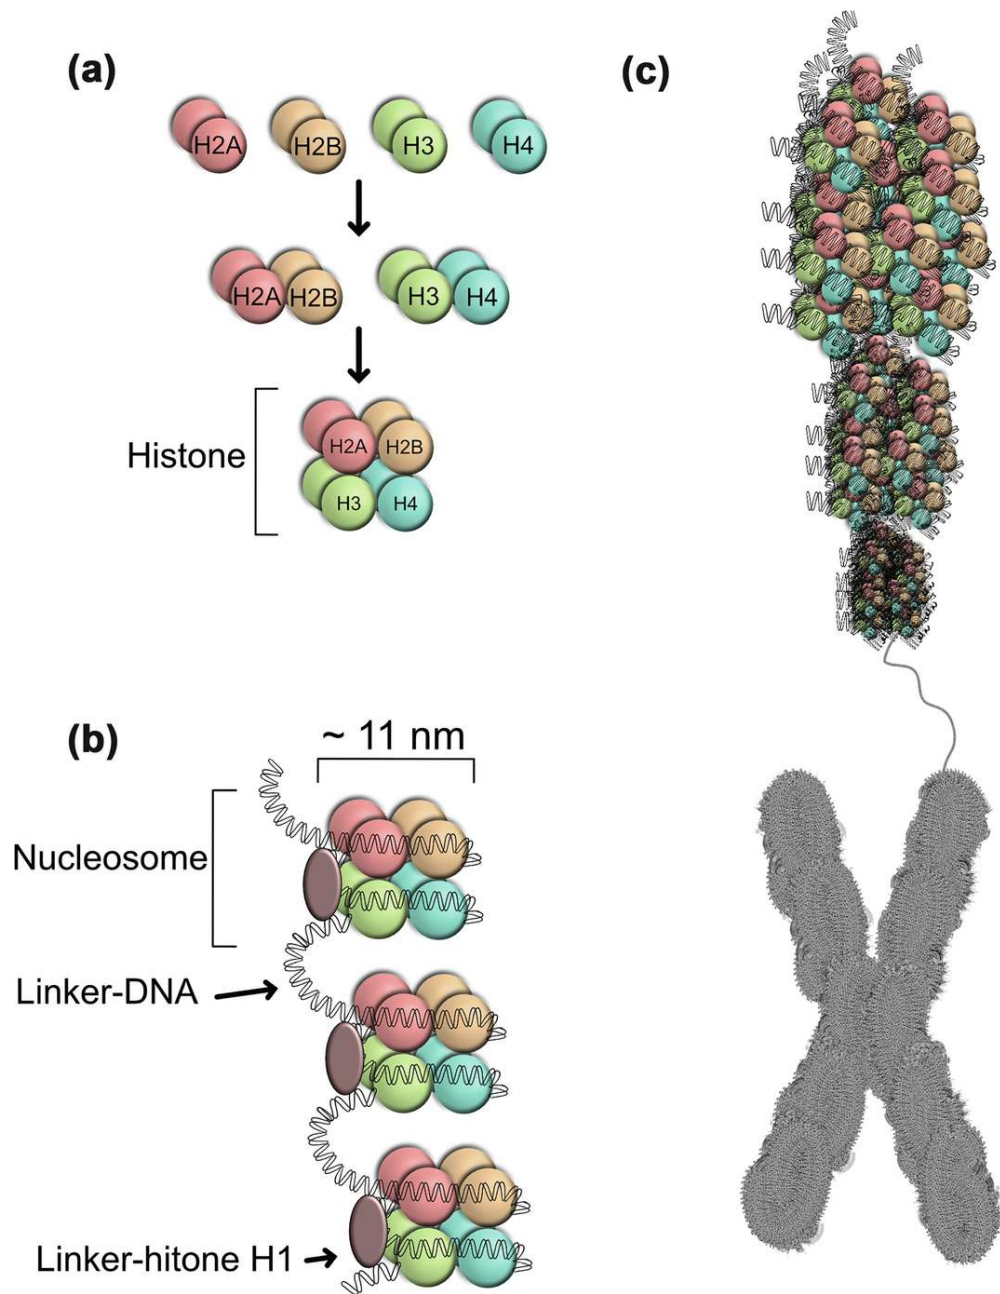 (a)
H2A H2B H3 H4
H2A H2B H3 H4
Histone
H2A H2B
H3 H4
(b)
~ 11 nm
Nucleosome
Linker-DNA
Linker-hitone H1
(c)